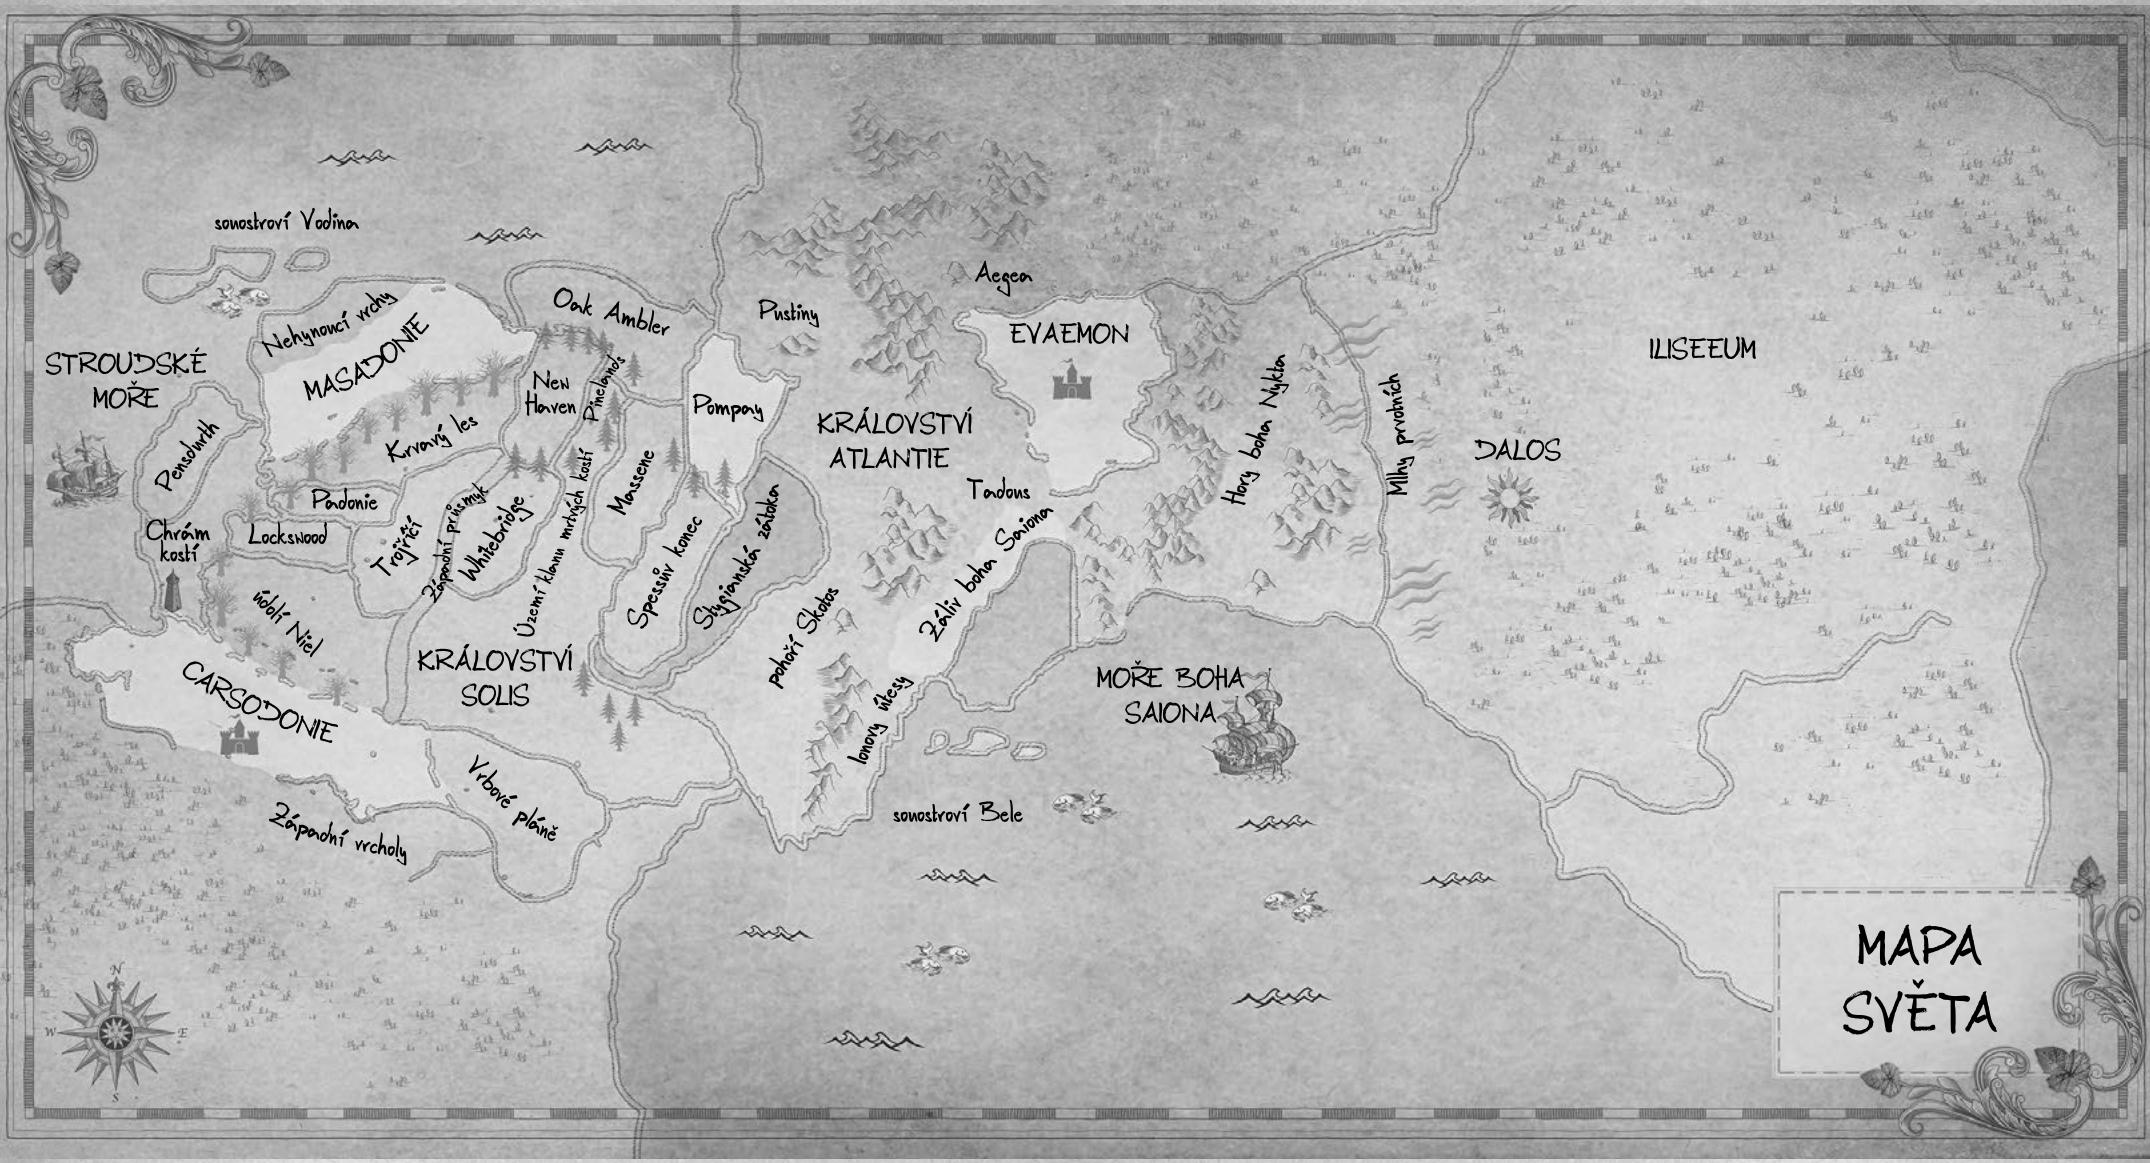 souostroví Vodina
Nehynoucí vrchy
MASADONIE
STROUDSKÉ
MOŘE
Pensdurth
Krvavý les
Oak Ambler
New
Haven
Pinelands
Pompay
Pustiny
Aegea
EVAEMON
KRÁLOVSTVÍ
ATLANTIE
Hory boha Nykta
Mlhy prvotních
ILISEEUM
DALOS
Padonie
Lockswood
Chrám
kostí
Trojříčí
Západní průsmyk
Whitebridge
Území klanu mrtvých kostí
Massene
Spessův konec
Stygianská zátoka
Tadous
Záliv boha Saiona
pohoří Skotos
Ionovy útesy
údolí Niel
CARSODONIE
KRÁLOVSTVÍ
SOLIS
MOŘE BOHA
SAIONA
Vrbové pláně
Západní vrcholy
souostroví Bele
N
W
E
S
MAPA
SVĚTA